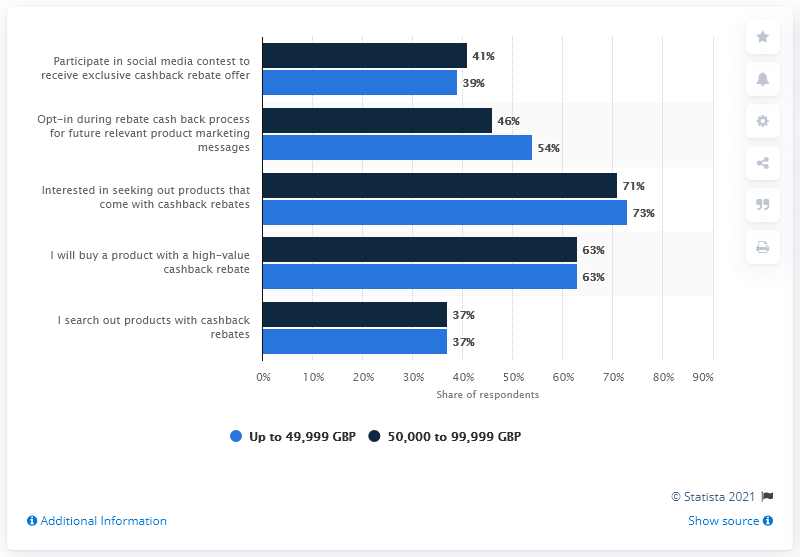 Participate in social media contest to
receive exclusive cashback rebate offer
41%
39%
Opt-in during rebate cash back process
for future relevant product marketing
messages
46%
54%
Interested in seeking out products that
come with cashback rebates
71%
73%
I will buy a product with a high-value
cashback rebate
63%
63%
I search out products with cashback
rebates
37%
37%
0% 10% 20% 30% 40% 50% 60% 70% 80% 90%
Share of respondents
Up to 49,999 GBP 50,000 to 99,999 GBP
© Statista 2021
Additional Information Show source